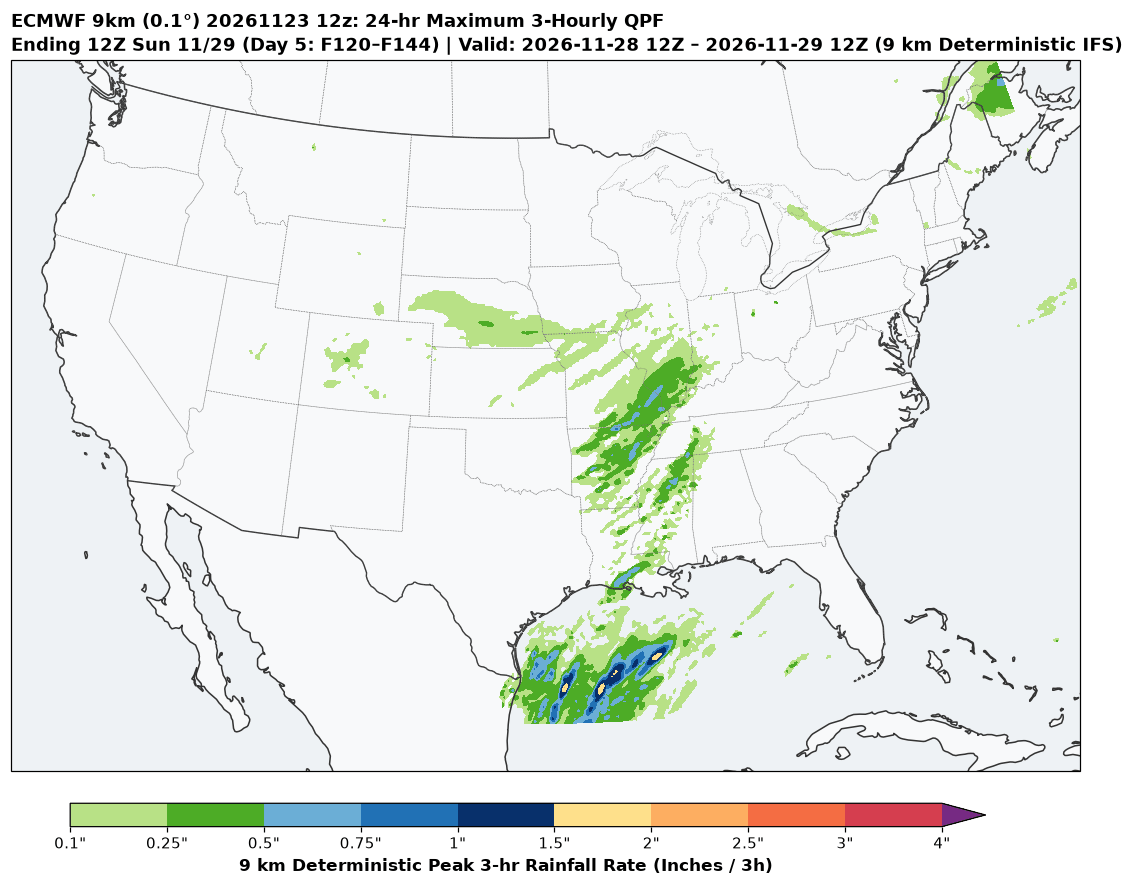 ECMWF 9km (0.1°) 20261123 12z: 24-hr Maximum 3-Hourly QPF
Ending 12Z Sun 11/29 (Day 5: F120–F144) | Valid: 2026-11-28 12Z – 2026-11-29 12Z (9 km Deterministic IFS)
0.1" 0.25" 0.5" 0.75" 1" 1.5" 2" 2.5" 3" 4"
9 km Deterministic Peak 3-hr Rainfall Rate (Inches / 3h)